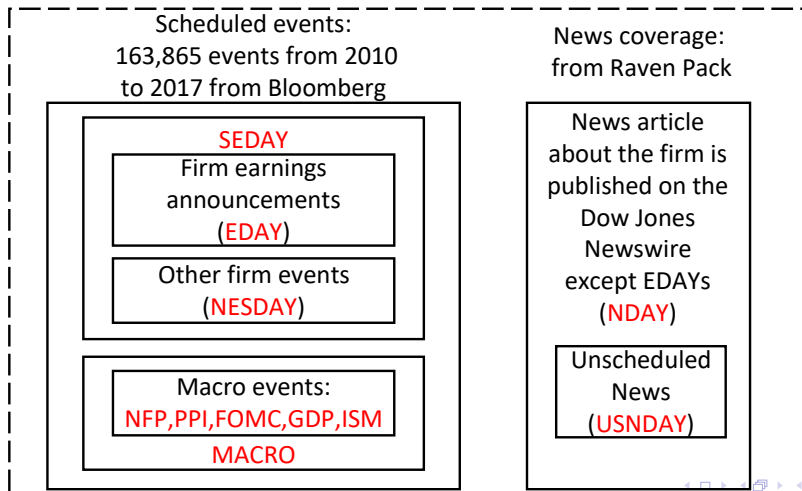 Scheduled events:
163,865 events from 2010
to 2017 from Bloomberg
SEDAY
Firm earnings
announcements
(EDAY)
Other firm events
(NESDAY)
Macro events:
NFP,PPI,FOMC,GDP,ISM
MACRO
News coverage:
from Raven Pack
News article
about the firm is
published on the
Dow Jones
Newswire
except EDAYs
(NDAY)
Unscheduled
News
(USNDAY)